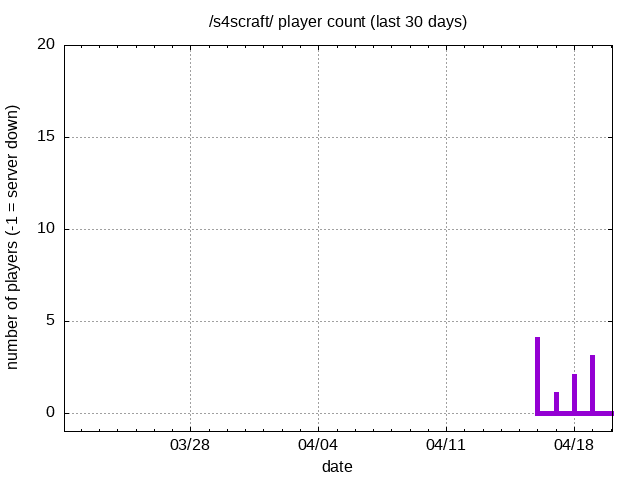 /s4scraft/ player count (last 30 days)
number of players (-1 = server down)
20
15
10
5
0
03/28 04/04 04/11 04/18
date